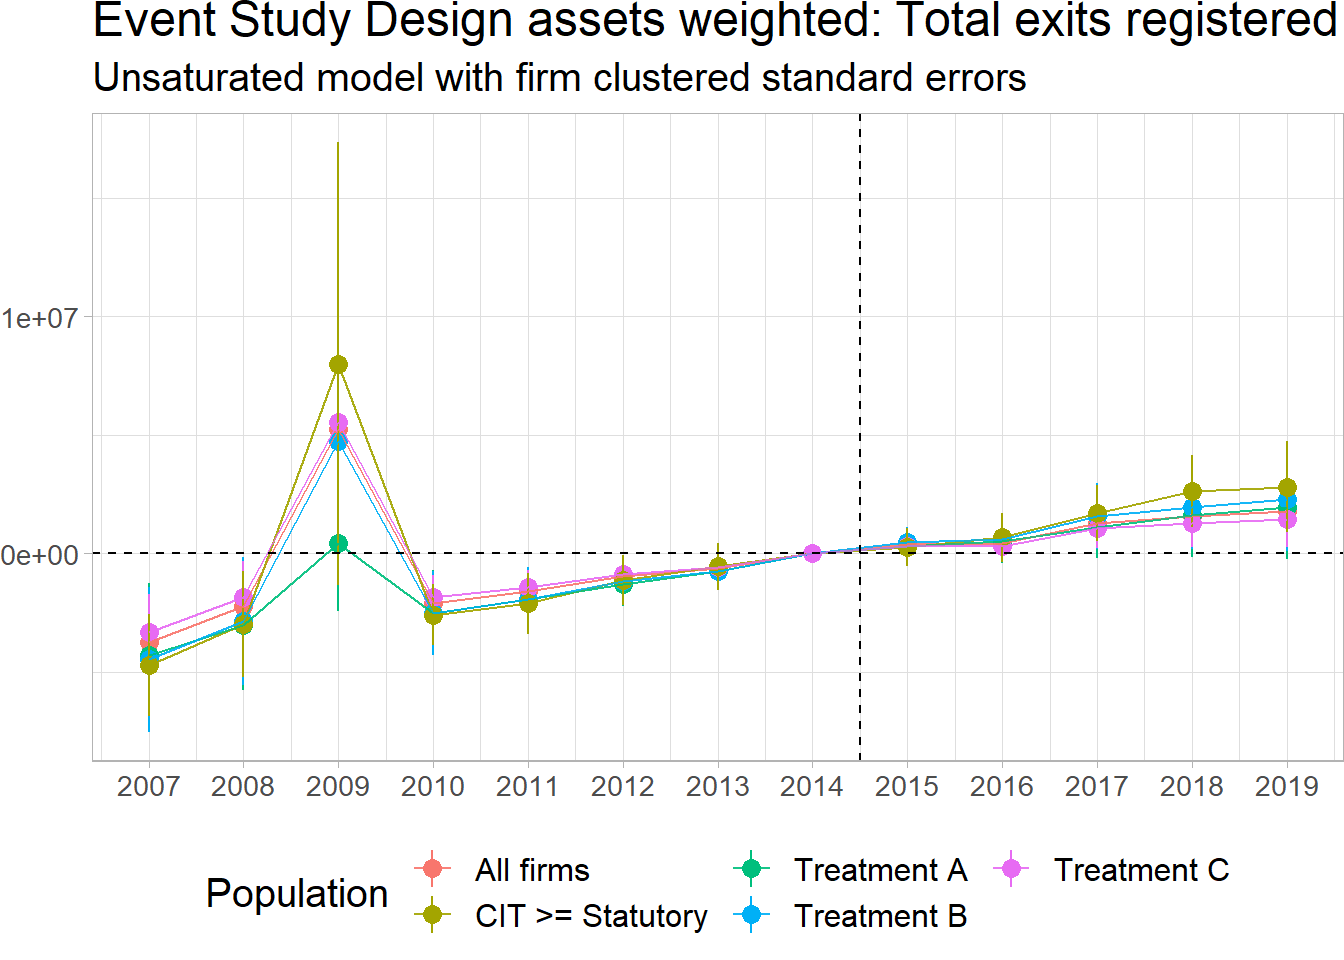 Event Study Design assets weighted: Total exits registered
Unsaturated model with firm clustered standard errors
1e+07
0e+00
2007 2008 2009 2010 2011 2012 2013 2014 2015 2016 2017 2018 2019
Population
All firms
CIT >= Statutory
Treatment A
Treatment B
Treatment C